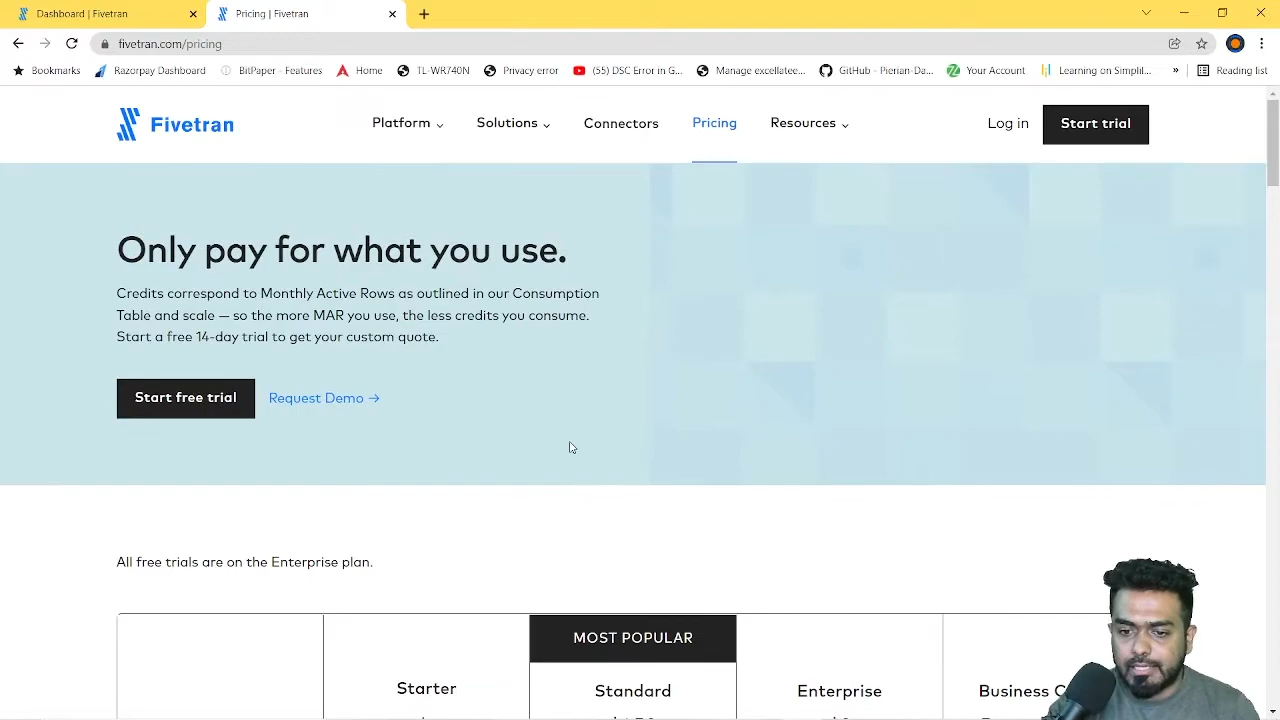 Dashboard | Fivetran
Pricing | Fivetran
fivetran.com/pricing
Bookmarks
Razorpay Dashboard
BitPaper - Features
Home
TL-WR740N
Privacy error
(55) DSC Error in G...
Manage excellatee...
GitHub - Pierian-Da...
Your Account
Learning on Simplil...
»
Reading list
Fivetran
Platform
Solutions
Connectors
Pricing
Resources
Log in
Start trial
Only pay for what you use.
Credits correspond to Monthly Active Rows as outlined in our Consumption
Table and scale — so the more MAR you use, the less credits you consume.
Start a free 14-day trial to get your custom quote.
Start free trial
Request Demo →
All free trials are on the Enterprise plan.
MOST POPULAR
Starter
Standard
Enterprise
Business C